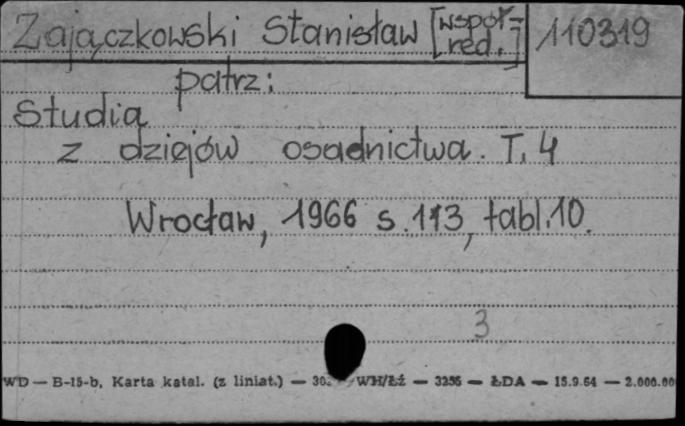 Zajączkowski Stanisław [współ- 110319
red.]
patrz:
Studia
z dziejów osadnictwa. T. 4
Wrocław, 1966 s. 113, tabl. 10.
3
WD — B-15-b, Karta katal. (z liniat.) — WH/Łź — 3256 — ŁDA — 15.9.64 — 2.000.00